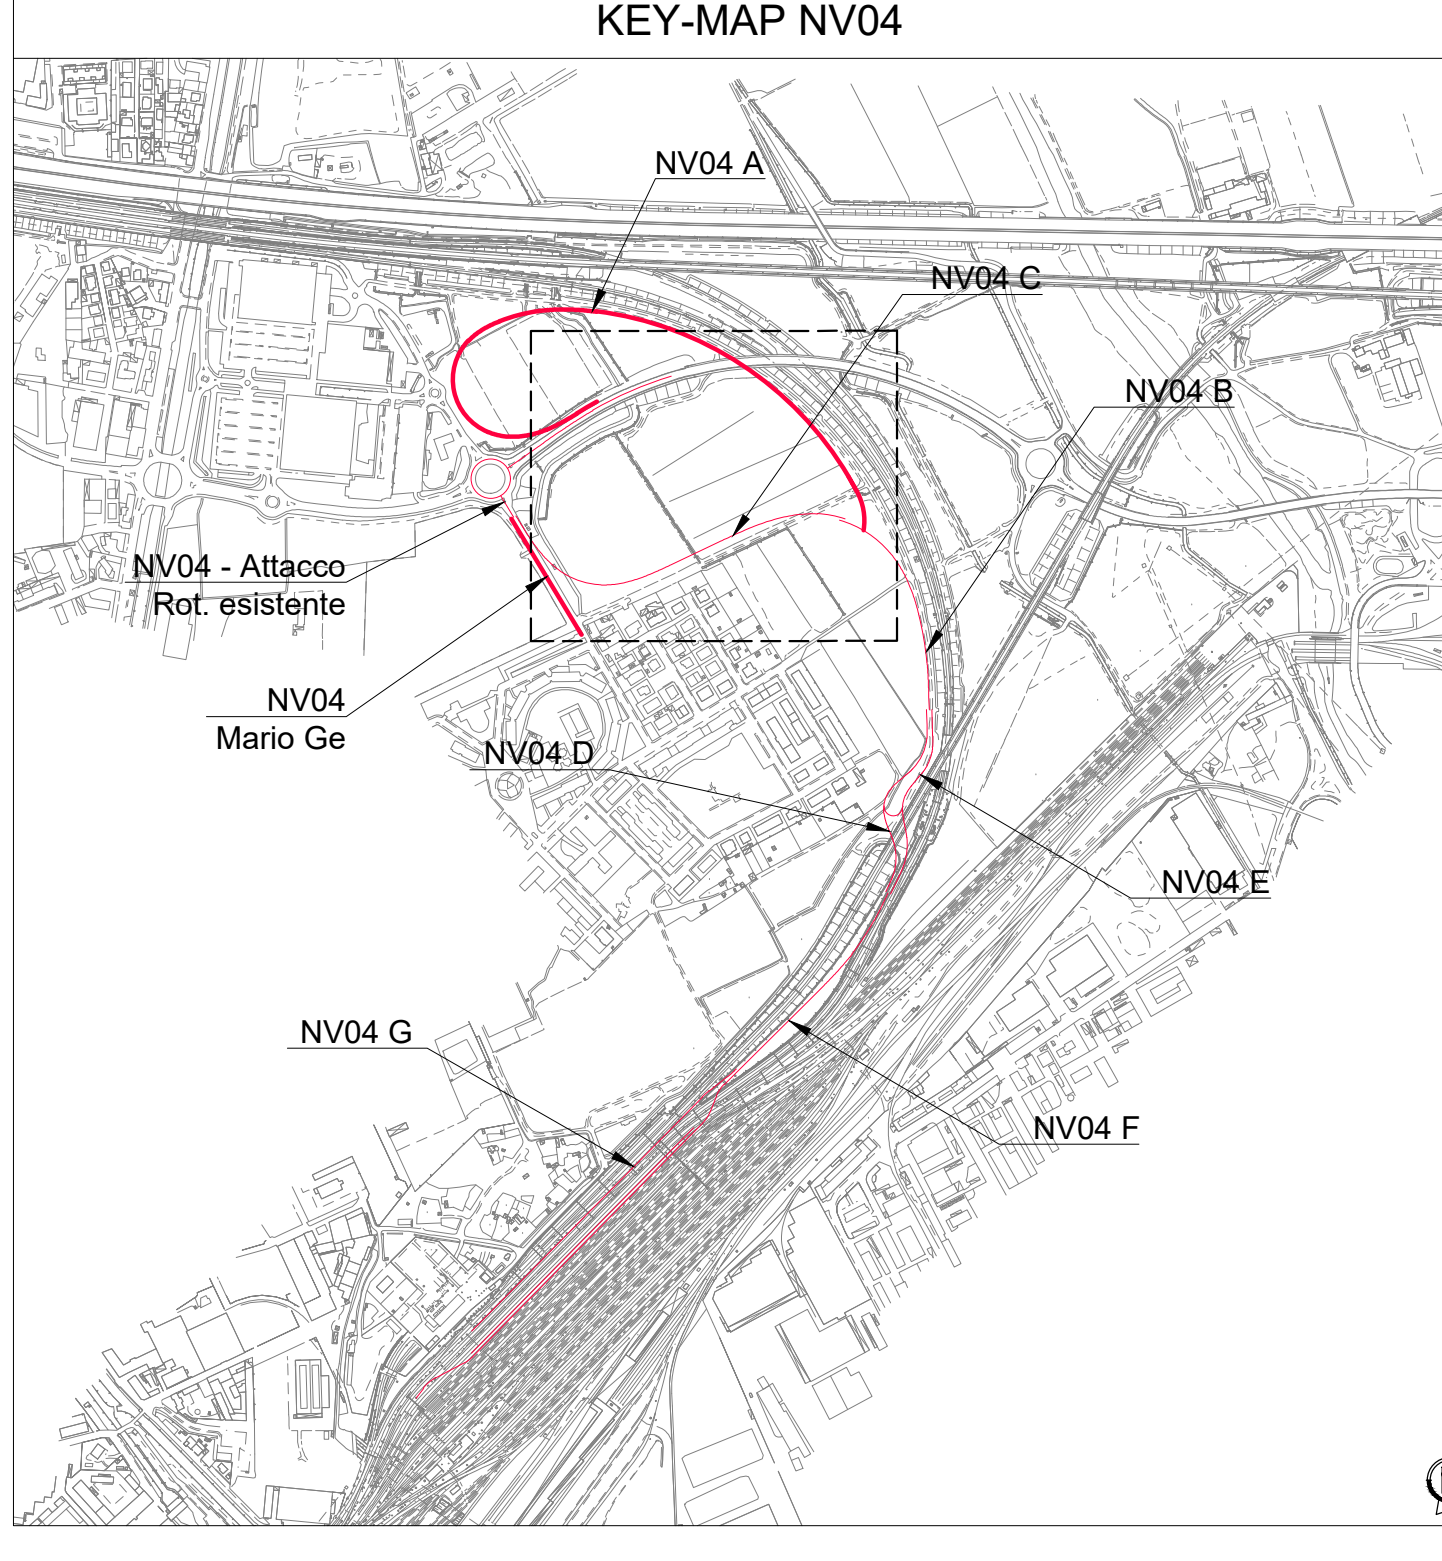 KEY-MAP NV04
NV04 A
NV04 C
NV04 B
NV04 - Attacco
Rot. esistente
NV04
Mario Ge
NV04 D
NV04 E
NV04 G
NV04 F